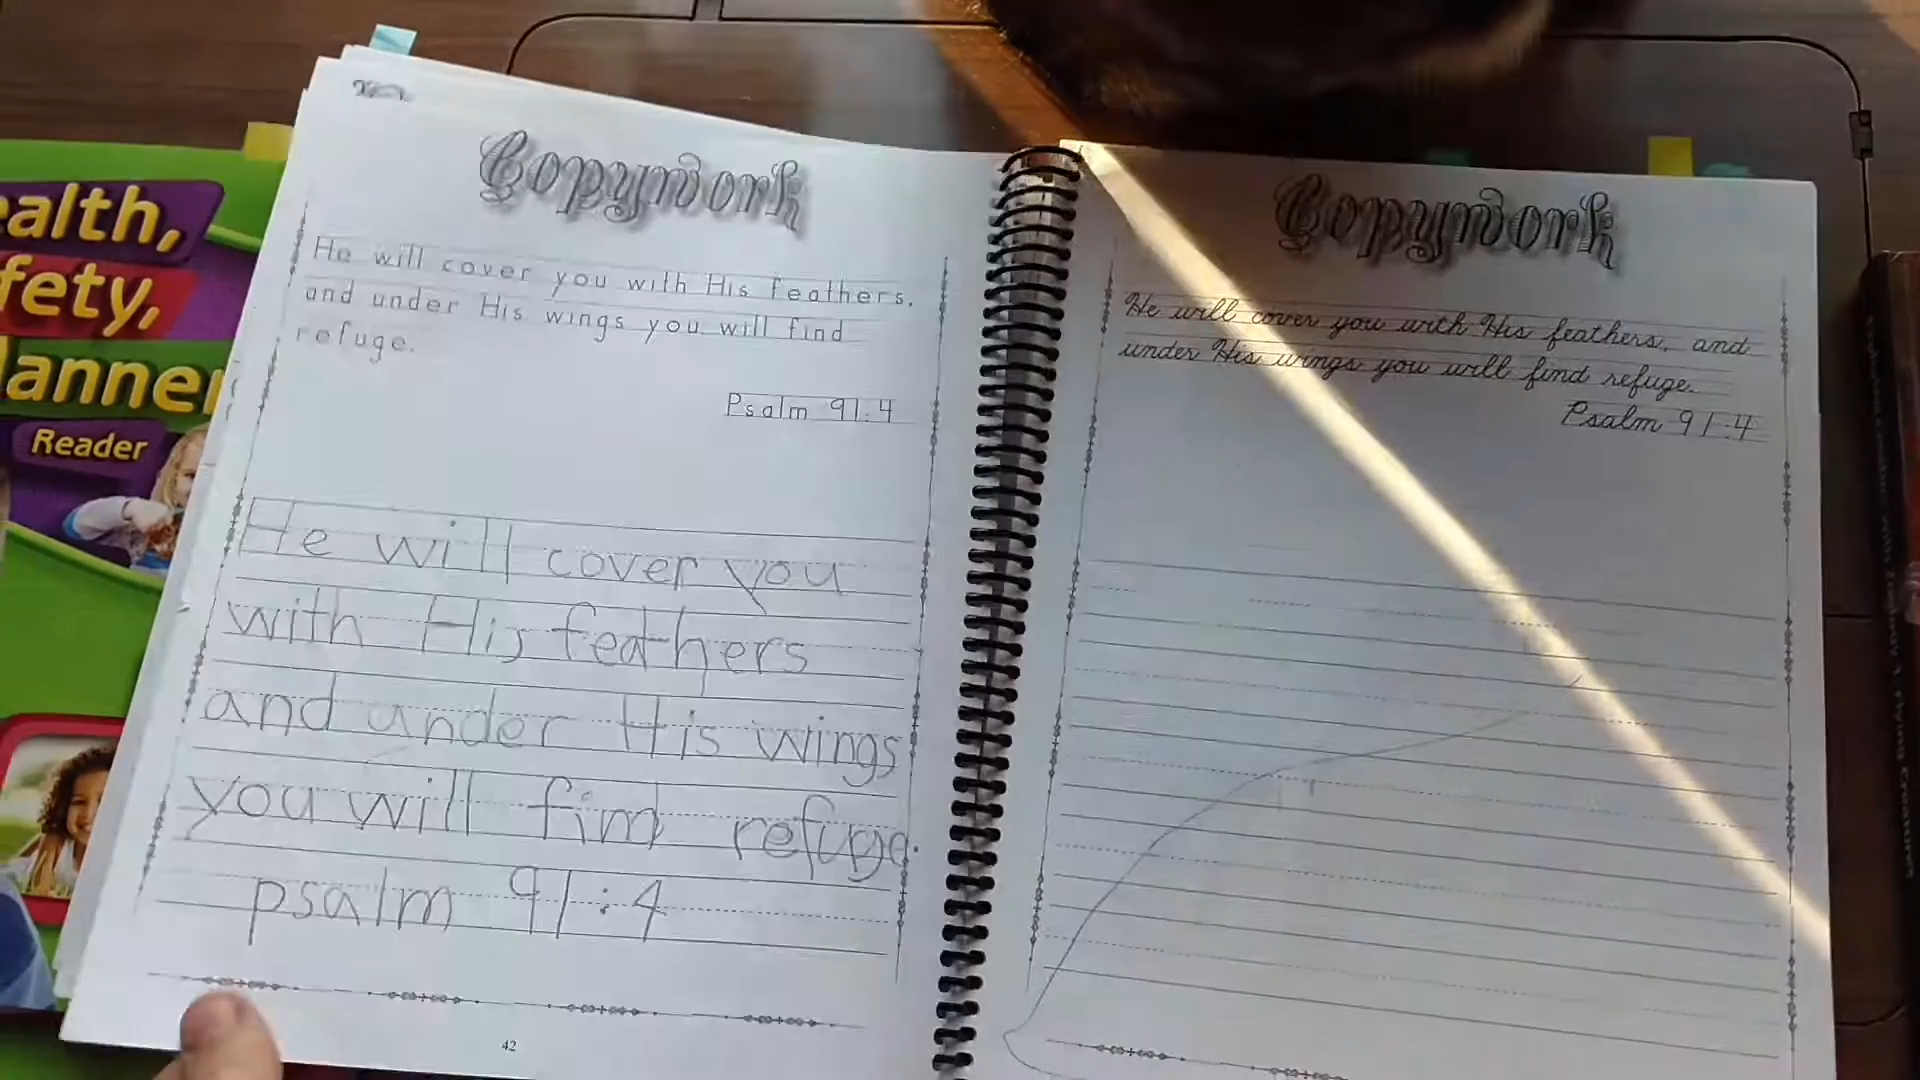 ealth,
fety,
anner
Reader
Copywork
He will cover you with His feathers,
and under His wings you will find
refuge.
Psalm 91:4
He will cover you
with His feathers
and under His wings
you will find refuge.
psalm 91:4
42
Copywork
He will cover you with His feathers, and
under His wings you will find refuge.
Psalm 91:4